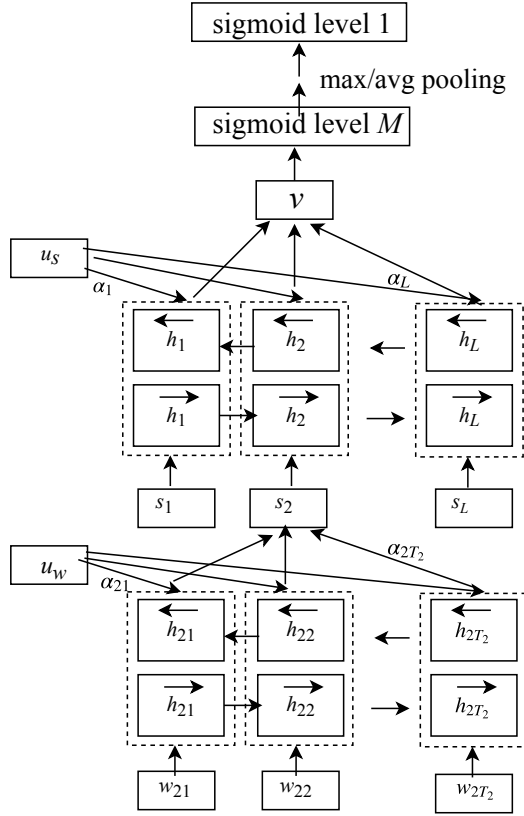 sigmoid level 1
max/avg pooling
sigmoid level M
v
u_s
α_1
α_L
←h_1
←h_2
←h_L
→h_1
→h_2
→h_L
s_1
s_2
s_L
u_w
α_21
α_2T_2
←h_21
←h_22
←h_2T_2
→h_21
→h_22
→h_2T_2
w_21
w_22
w_2T_2